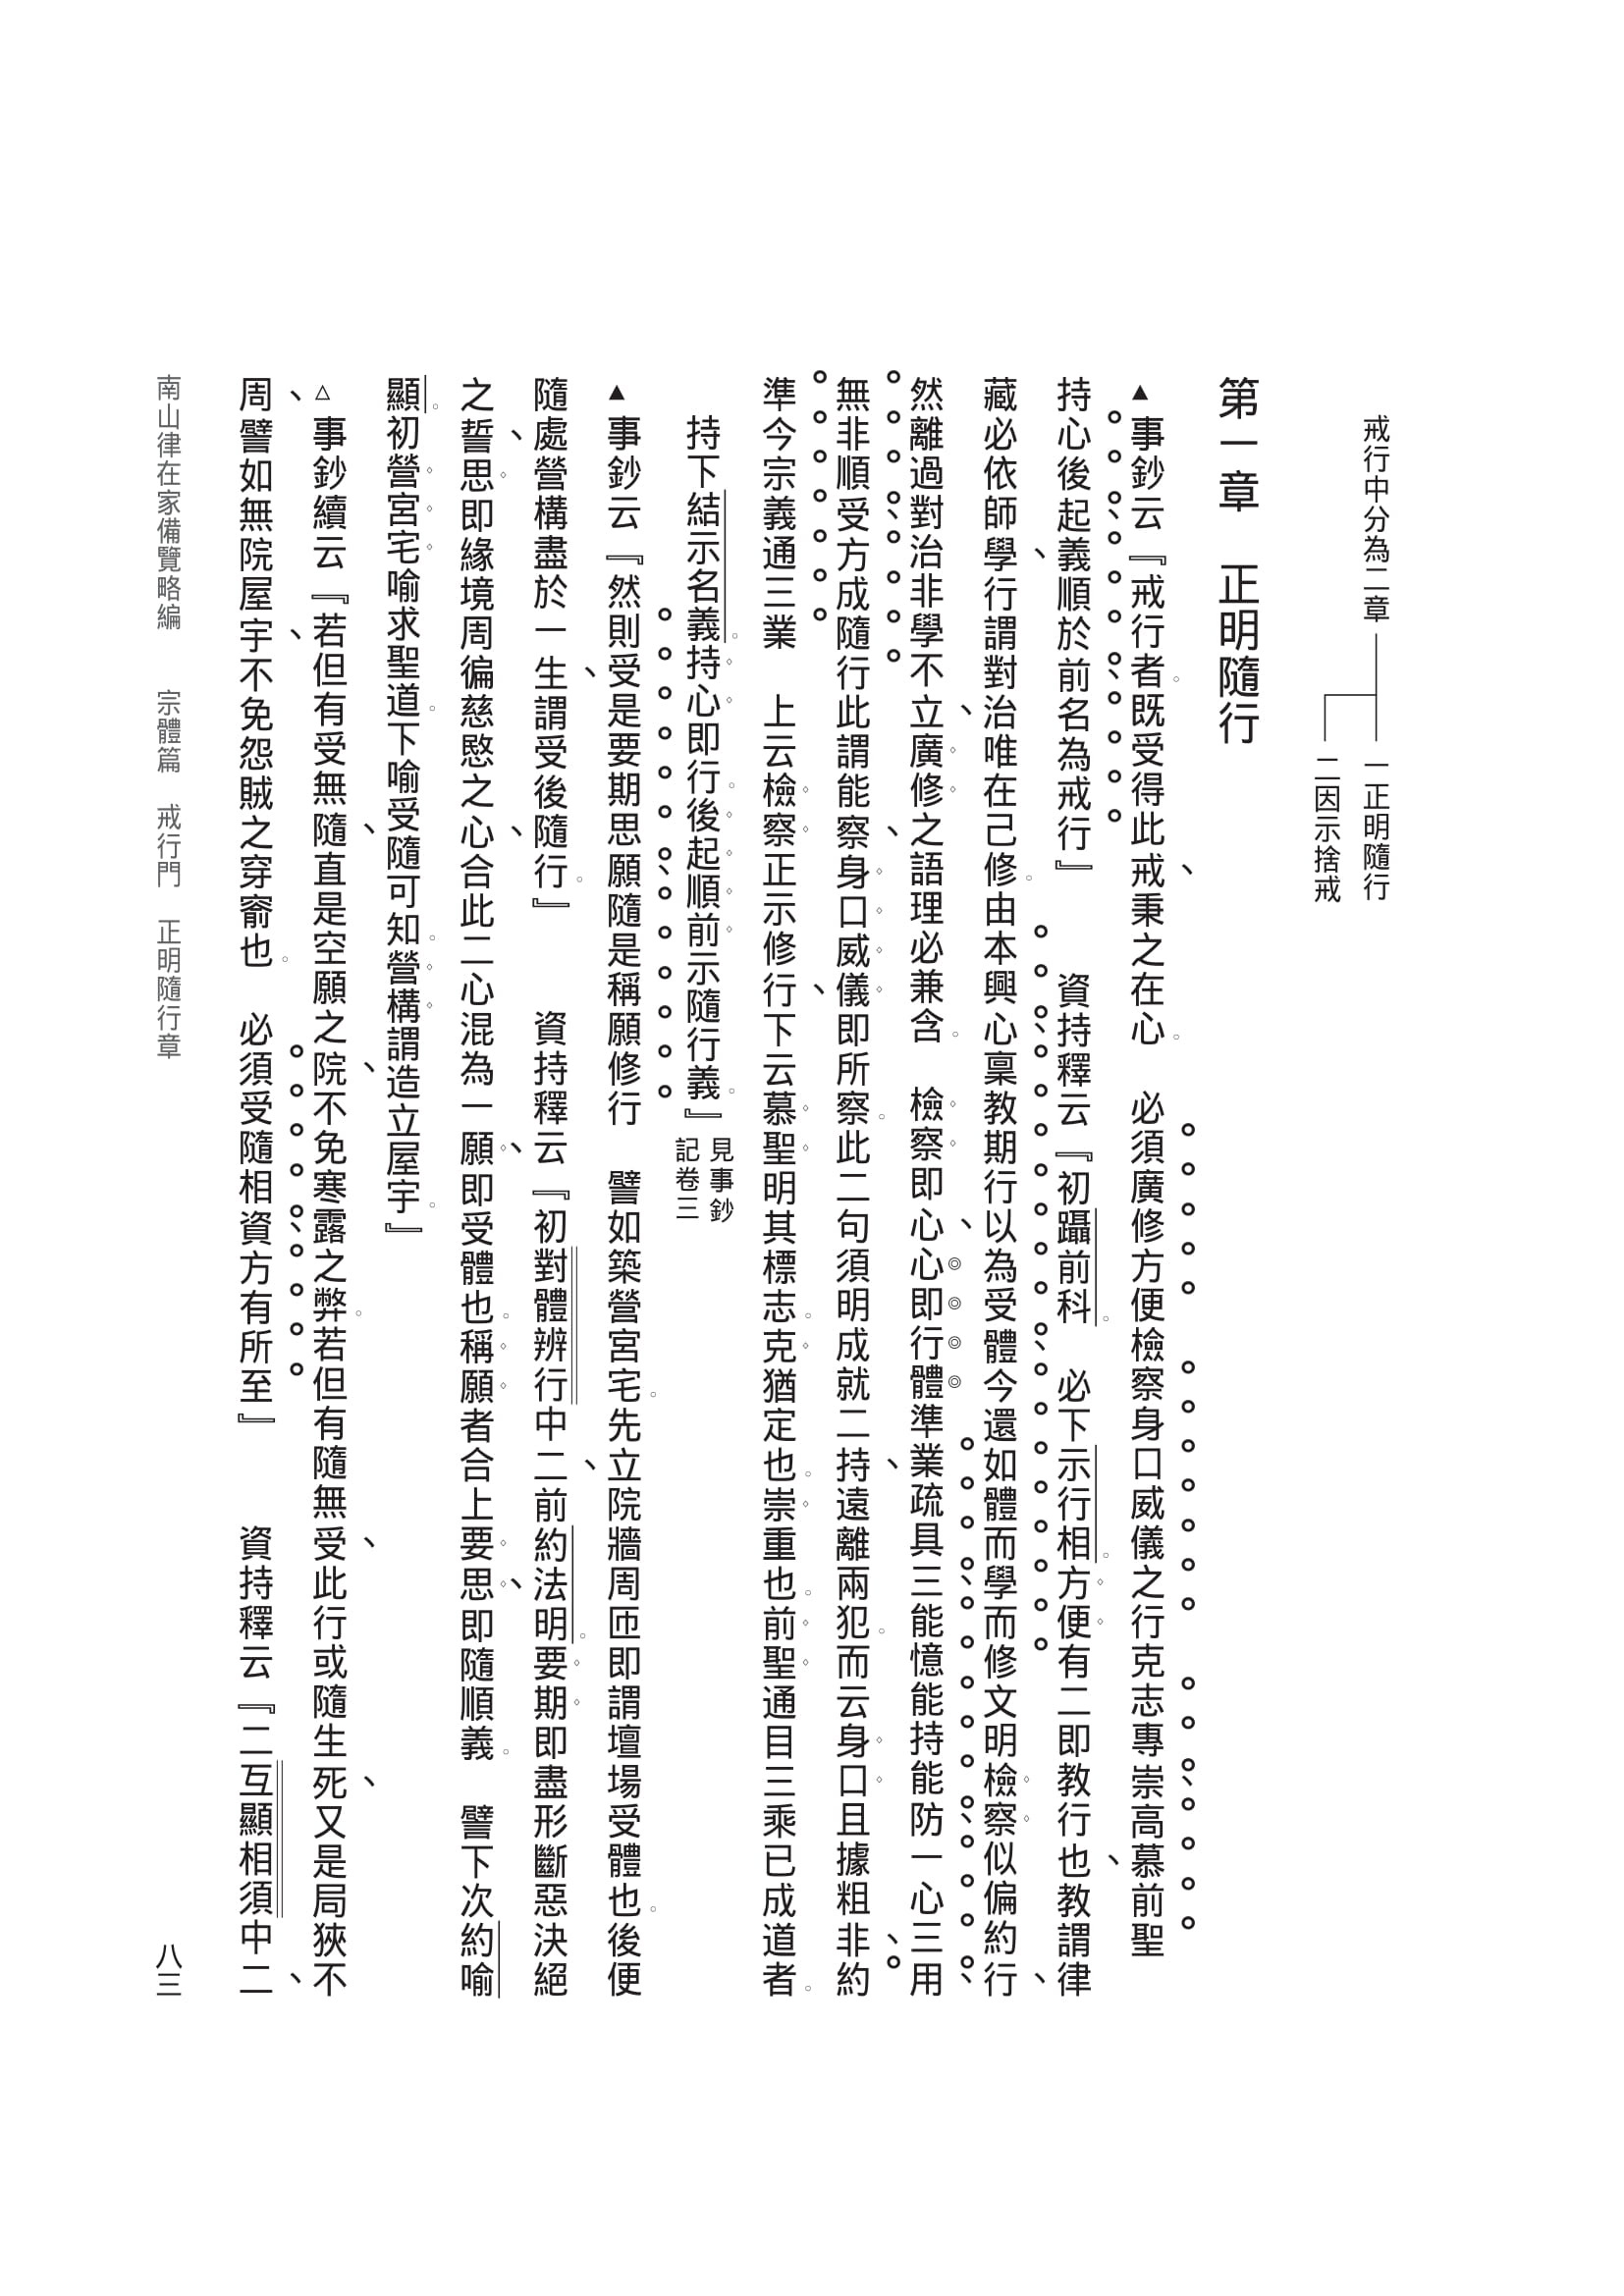 戒行中分為二章
一正明隨行
二因示捨戒
第一章　正明隨行
▲事鈔云『戒行者。既受得此戒、秉之在心。必須廣修方便檢察身口威儀之行克志專崇高慕前聖
持心後起義順於前名為戒行』　資持釋云『初躡前科。必下示行相。方便有二即教行也、教謂律
藏必依師學、行謂對治唯在己修。由本興心稟教期行以為受體今還如體而學而修文明檢察似偏約行、
然離過對治非學不立、廣修之語理必兼含。檢察即心、心即行體準業疏具三能憶能持能防一心三用
無非順受方成隨行此謂能察、身口威儀即所察。此二句須明成就二持、遠離兩犯。而云身口且據粗非、約
準今宗義通三業　上云檢察正示修行、下云慕聖明其標志。克猶定也。崇重也。前聖通目三乘已成道者。
持下結示名義。持心即行。後起順前示隨行義。』見事鈔記卷三
▲事鈔云『然則受是要期思願隨是稱願修行　譬如築營宮宅。先立院牆周匝即謂壇場受體也。後便
隨處營構盡於一生、謂受後隨行。』　資持釋云『初對體辨行中二、前約法明。要期即盡形斷惡決絕
之誓、思即緣境周徧慈愍之心、合此二心混為一願、即受體也。稱願者合上要思、即隨順義。譬下次約喻
顯。初營宮宅喻求聖道。下喻受隨可知。營構謂造立屋宇。』
△事鈔續云『若但有受無隨、直是空願之院、不免寒露之弊。若但有隨無受、此行或隨生死、又是局狹不
周、譬如無院屋宇、不免怨賊之穿窬也。必須受隨相資方有所至』　資持釋云『二互顯相須中二、
南山律在家備覽略編　宗體篇　戒行門　正明隨行章
八三